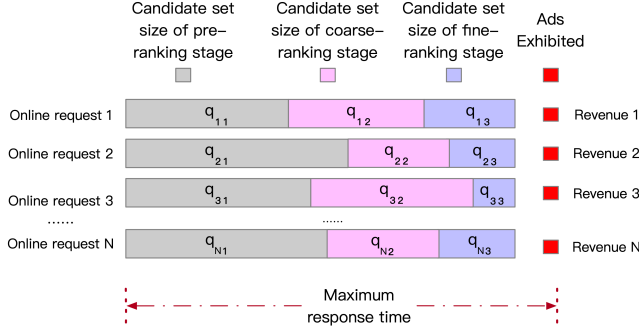 Candidate set
size of pre-
ranking stage
Candidate set
size of coarse-
ranking stage
Candidate set
size of fine-
ranking stage
Ads
Exhibited
Online request 1
q11
q12
q13
Revenue 1
Online request 2
q21
q22
q23
Revenue 2
Online request 3
q31
q32
q33
Revenue 3
......
......
Online request N
qN1
qN2
qN3
Revenue N
Maximum
response time